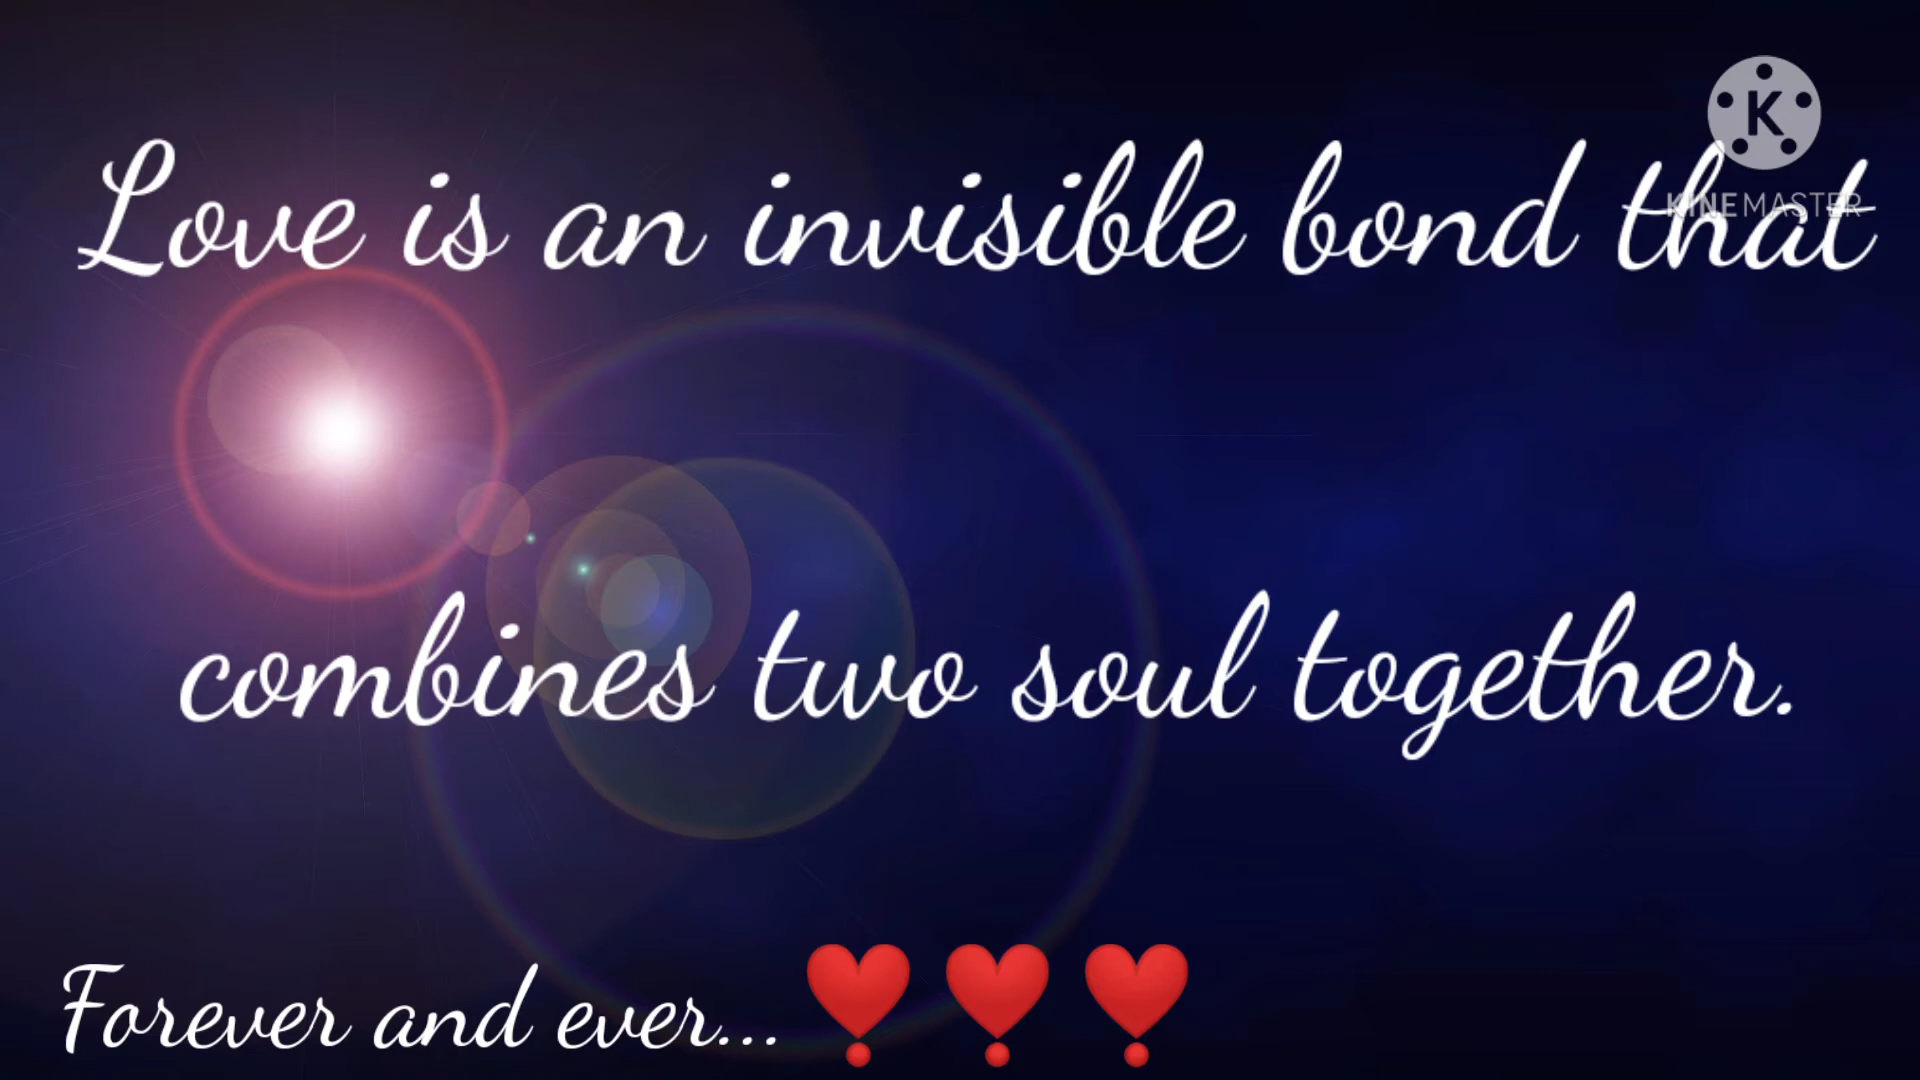 K
KINEMASTER
Love is an invisible bond that
combines two soul together.
Forever and ever... ❣️❣️❣️